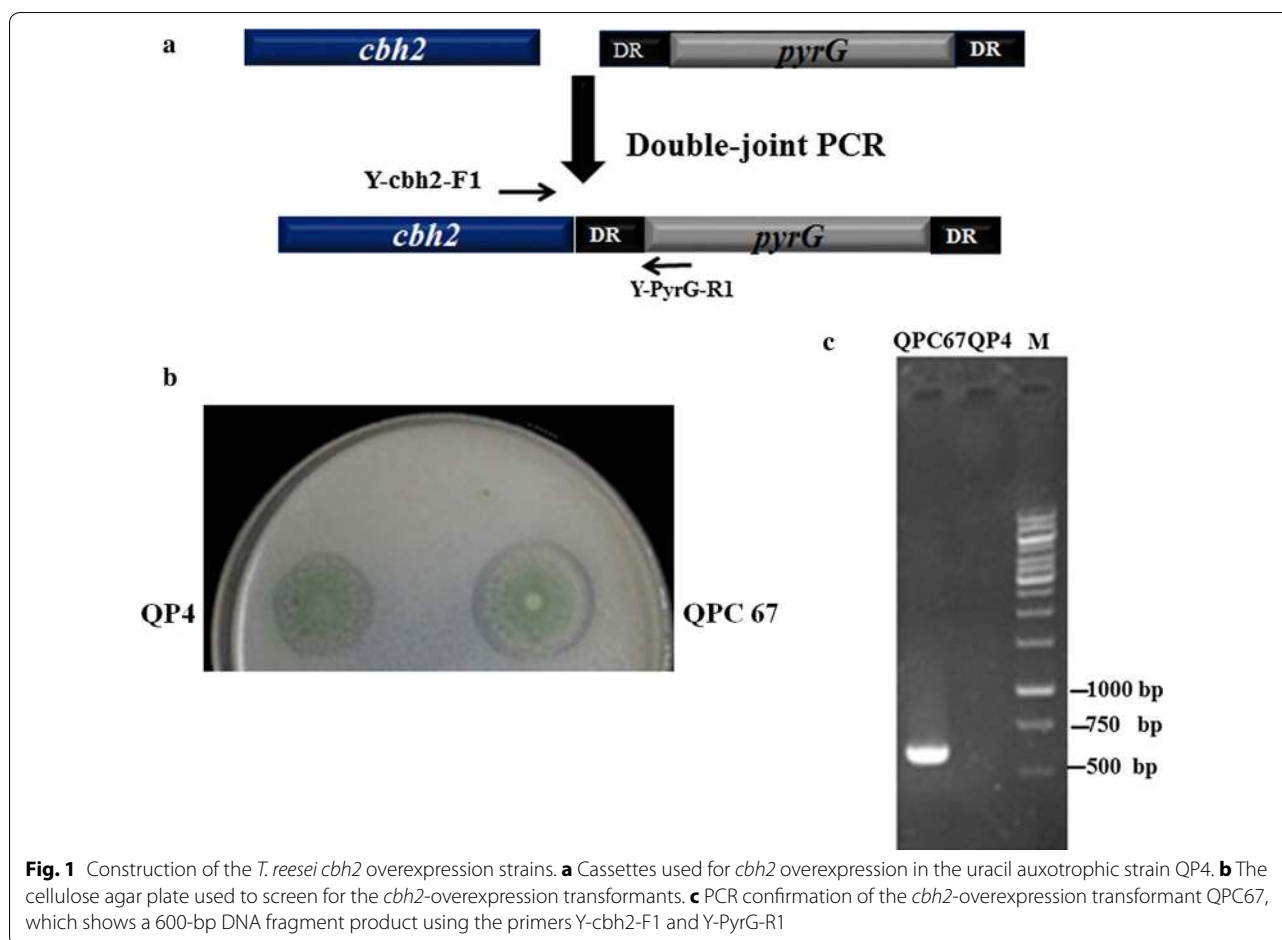 a
cbh2 DR pyrG DR
Double-joint PCR
Y-cbh2-F1
cbh2 DR pyrG DR
Y-PyrG-R1
c QPC67 QP4 M
b
QP4 QPC 67
1000 bp
750 bp
500 bp
Fig. 1 Construction of the T. reesei cbh2 overexpression strains. a Cassettes used for cbh2 overexpression in the uracil auxotrophic strain QP4. b The
cellulose agar plate used to screen for the cbh2-overexpression transformants. c PCR confirmation of the cbh2-overexpression transformant QPC67,
which shows a 600-bp DNA fragment product using the primers Y-cbh2-F1 and Y-PyrG-R1